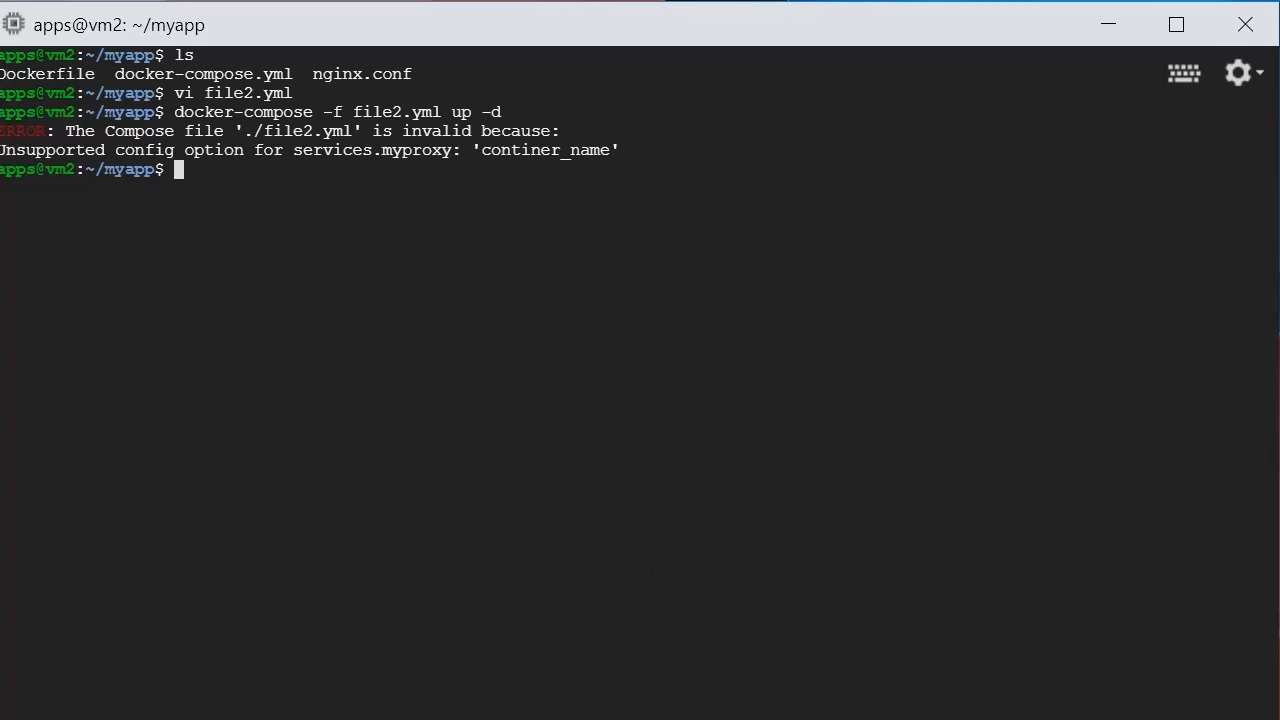 apps@vm2: ~/myapp
apps@vm2:~/myapp$ ls
Dockerfile  docker-compose.yml  nginx.conf
apps@vm2:~/myapp$ vi file2.yml
apps@vm2:~/myapp$ docker-compose -f file2.yml up -d
ERROR: The Compose file './file2.yml' is invalid because:
Unsupported config option for services.myproxy: 'continer_name'
apps@vm2:~/myapp$